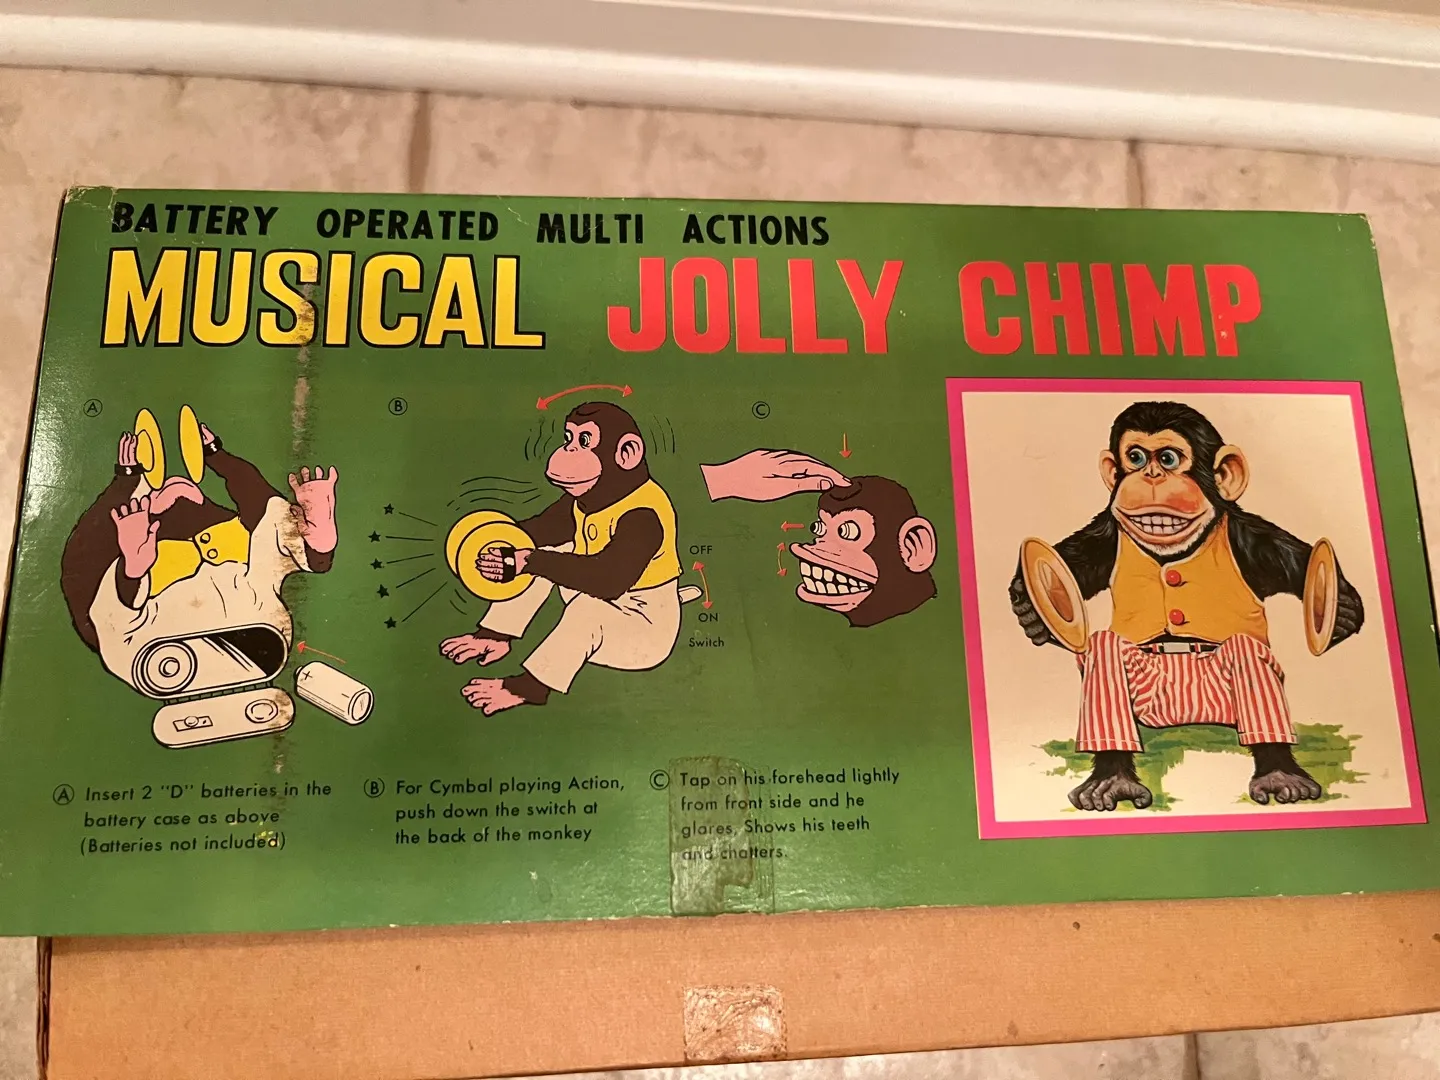 BATTERY OPERATED MULTI ACTIONS
MUSICAL JOLLY CHIMP
A
B
C
OFF
ON
Switch
+
A Insert 2 "D" batteries in the
battery case as above
(Batteries not included)
B For Cymbal playing Action,
push down the switch at
the back of the monkey
C Tap on his forehead lightly
from front side and he
glares, Shows his teeth
and chatters.